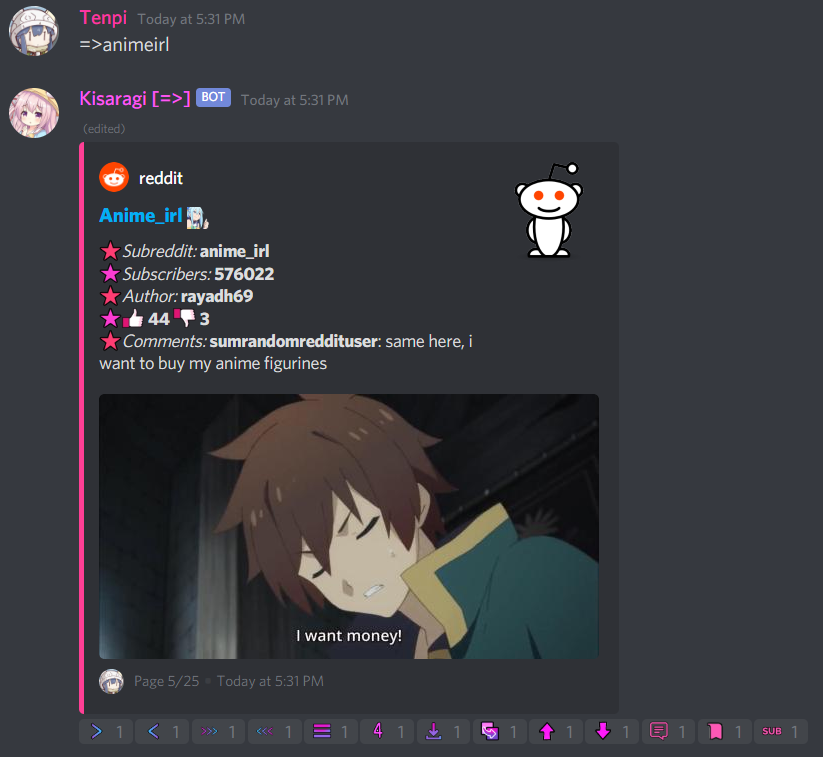 Tenpi Today at 5:31 PM
=>animeirl
Kisaragi [=>] BOT Today at 5:31 PM
(edited)
reddit
Anime_irl
Subreddit: anime_irl
Subscribers: 576022
Author: rayadh69
44 3
Comments: sumrandomreddituser: same here, i
want to buy my anime figurines
I want money!
Page 5/25 • Today at 5:31 PM
> 1 < 1 >>> 1 <<< 1 1 4 1 1 1 1 1 1 1 SUB 1